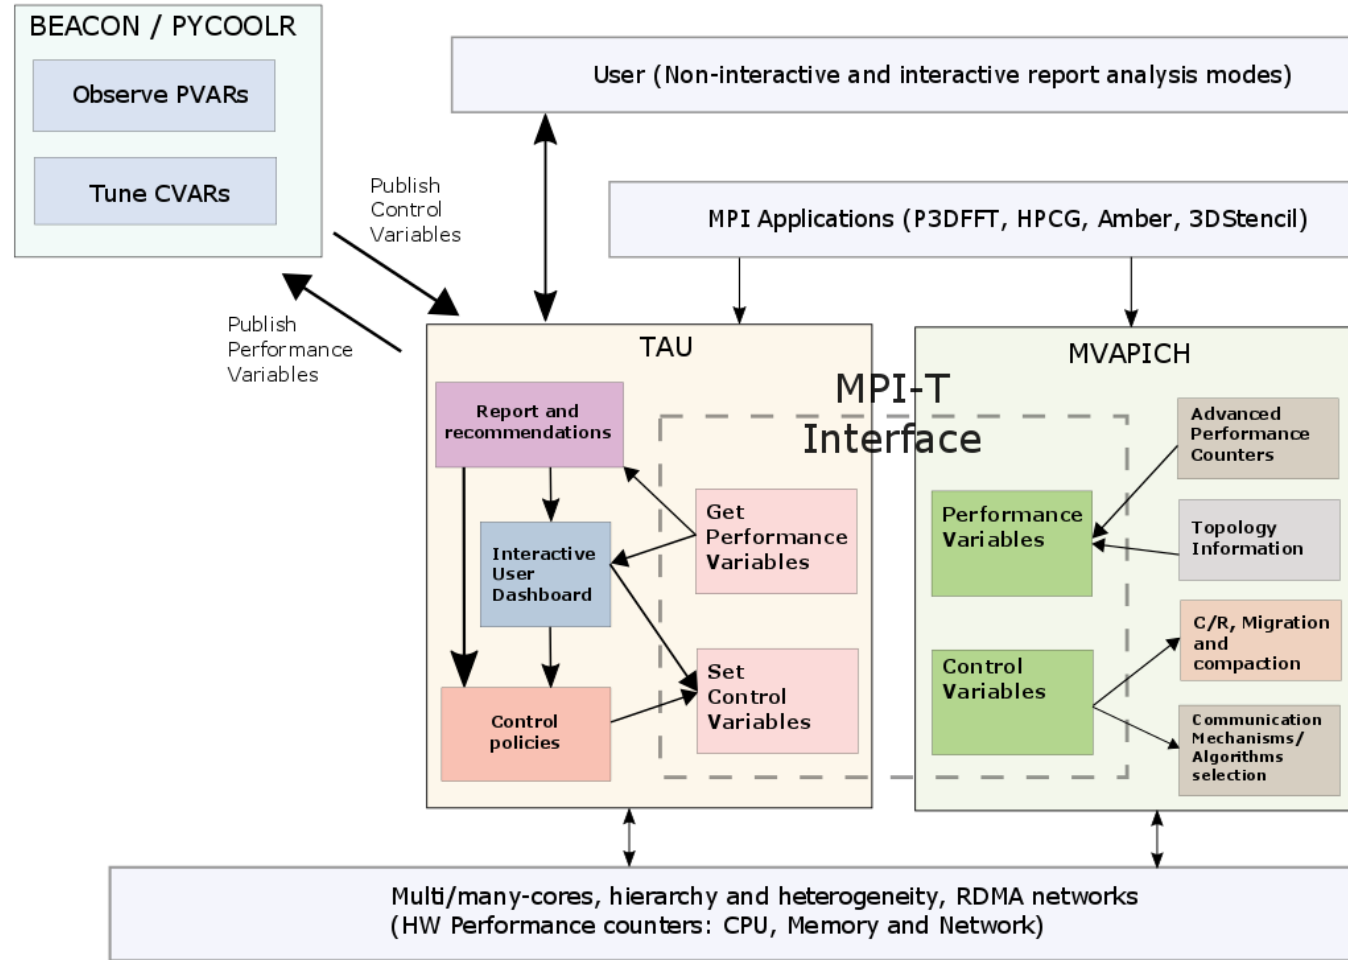 BEACON / PYCOOLR
Observe PVARs
Tune CVARs
User (Non-interactive and interactive report analysis modes)
Publish
Control
Variables
MPI Applications (P3DFFT, HPCG, Amber, 3DStencil)
Publish
Performance
Variables
TAU
MVAPICH
MPI-T
Interface
Report and
recommendations
Interactive
User
Dashboard
Control
policies
Get
Performance
Variables
Set
Control
Variables
Performance
Variables
Control
Variables
Advanced
Performance
Counters
Topology
Information
C/R, Migration
and
compaction
Communication
Mechanisms/
Algorithms
selection
Multi/many-cores, hierarchy and heterogeneity, RDMA networks
(HW Performance counters: CPU, Memory and Network)